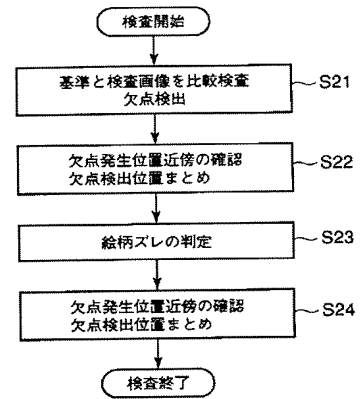 検査開始
基準と検査画像を比較検査
欠点検出
S21
欠点発生位置近傍の確認
欠点検出位置まとめ
S22
絵柄ズレの判定
S23
欠点発生位置近傍の確認
欠点検出位置まとめ
S24
検査終了